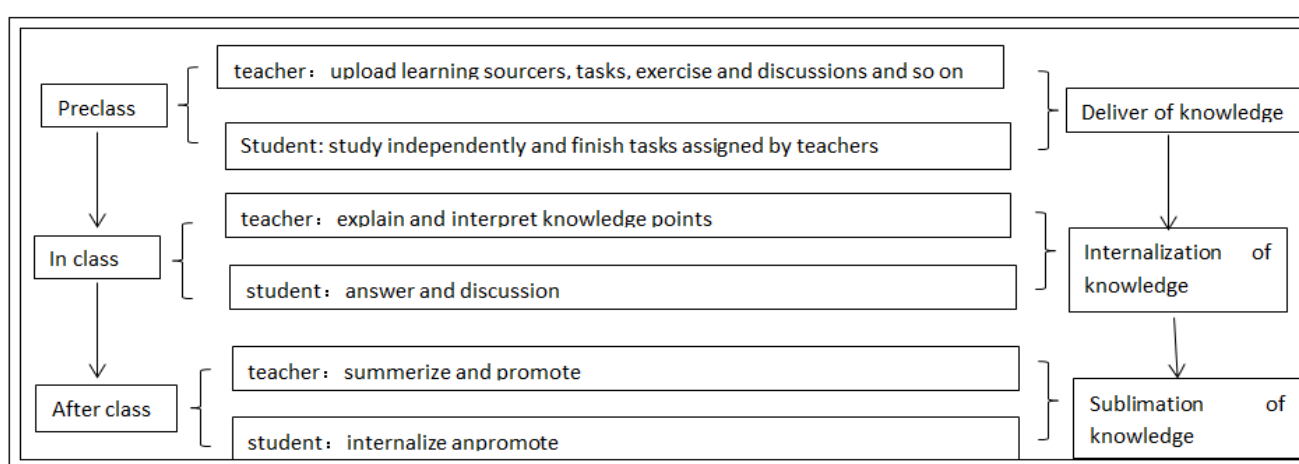 teacher：upload learning sourcers, tasks, exercise and discussions and so on
Preclass
Deliver of knowledge
Student: study independently and finish tasks assigned by teachers
teacher：explain and interpret knowledge points
In class
Internalization of
knowledge
student：answer and discussion
teacher：summerize and promote
After class
Sublimation of
knowledge
student：internalize anpromote